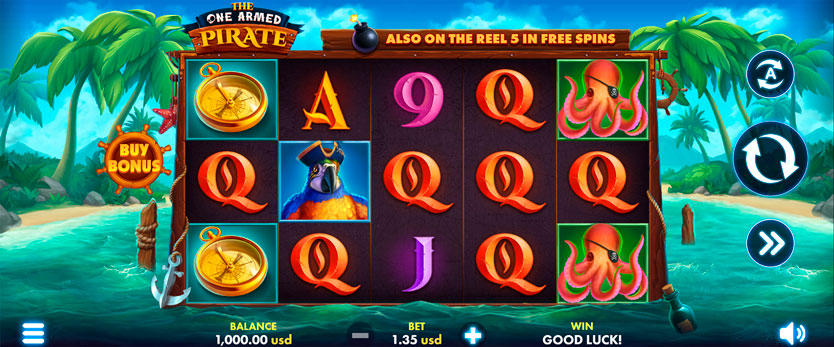 THE
ONE ARMED
PIRATE
ALSO ON THE REEL 5 IN FREE SPINS
A
A 9 Q
BUY
BONUS
Q Q Q Q
Q J Q
BALANCE BET WIN
1,000.00 usd 1.35 usd GOOD LUCK!